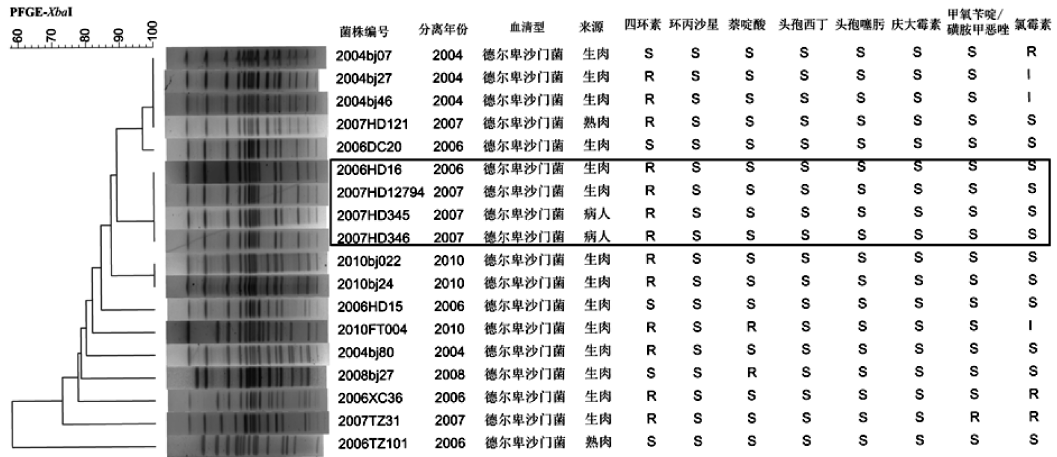 PFGE-XbaI
60 70 80 90 100
菌株编号 分离年份 血清型 来源 四环素 环丙沙星 萘啶酸 头孢西丁 头孢噻肟 庆大霉素 甲氧苄啶/磺胺甲恶唑 氯霉素
2004bj07 2004 德尔卑沙门菌 生肉 S S S S S S S R
2004bj27 2004 德尔卑沙门菌 生肉 R S S S S S S I
2004bj46 2004 德尔卑沙门菌 生肉 R S S S S S S I
2007HD121 2007 德尔卑沙门菌 熟肉 R S S S S S S S
2006DC20 2006 德尔卑沙门菌 生肉 S S S S S S S S
2006HD16 2006 德尔卑沙门菌 生肉 R S S S S S S S
2007HD12794 2007 德尔卑沙门菌 生肉 R S S S S S S S
2007HD345 2007 德尔卑沙门菌 病人 R S S S S S S S
2007HD346 2007 德尔卑沙门菌 病人 R S S S S S S S
2010bj022 2010 德尔卑沙门菌 生肉 R S S S S S S S
2010bj24 2010 德尔卑沙门菌 生肉 R S S S S S S S
2006HD15 2006 德尔卑沙门菌 生肉 S S S S S S S S
2010FT004 2010 德尔卑沙门菌 生肉 R S R S S S S I
2004bj80 2004 德尔卑沙门菌 生肉 R S S S S S S S
2008bj27 2008 德尔卑沙门菌 生肉 S S R S S S S S
2006XC36 2006 德尔卑沙门菌 生肉 R S S S S S S R
2007TZ31 2007 德尔卑沙门菌 生肉 R S S S S S R R
2006TZ101 2006 德尔卑沙门菌 熟肉 S S S S S S S S